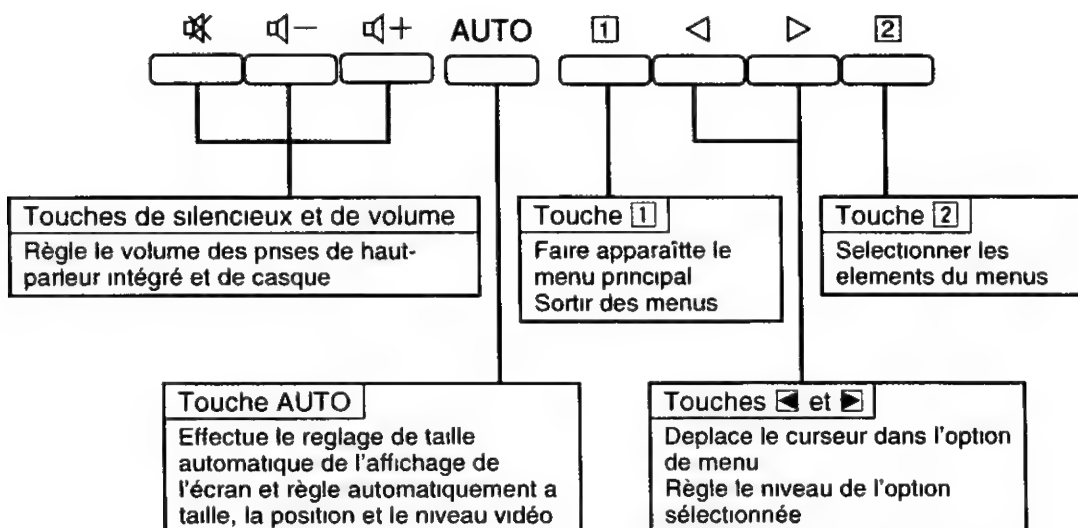 AUTO 1 2
Touches de silencieux et de volume
Règle le volume des prises de haut-
parleur intégré et de casque
Touche 1
Faire apparaîtte le
menu principal
Sortir des menus
Touche 2
Selectionner les
elements du menus
Touche AUTO
Effectue le reglage de taille
automatique de l'affichage de
l'écran et règle automatiquement a
taille, la position et le niveau vidéo
Touches ◀ et ▶
Deplace le curseur dans l'option
de menu
Règle le niveau de l'option
sélectionnée